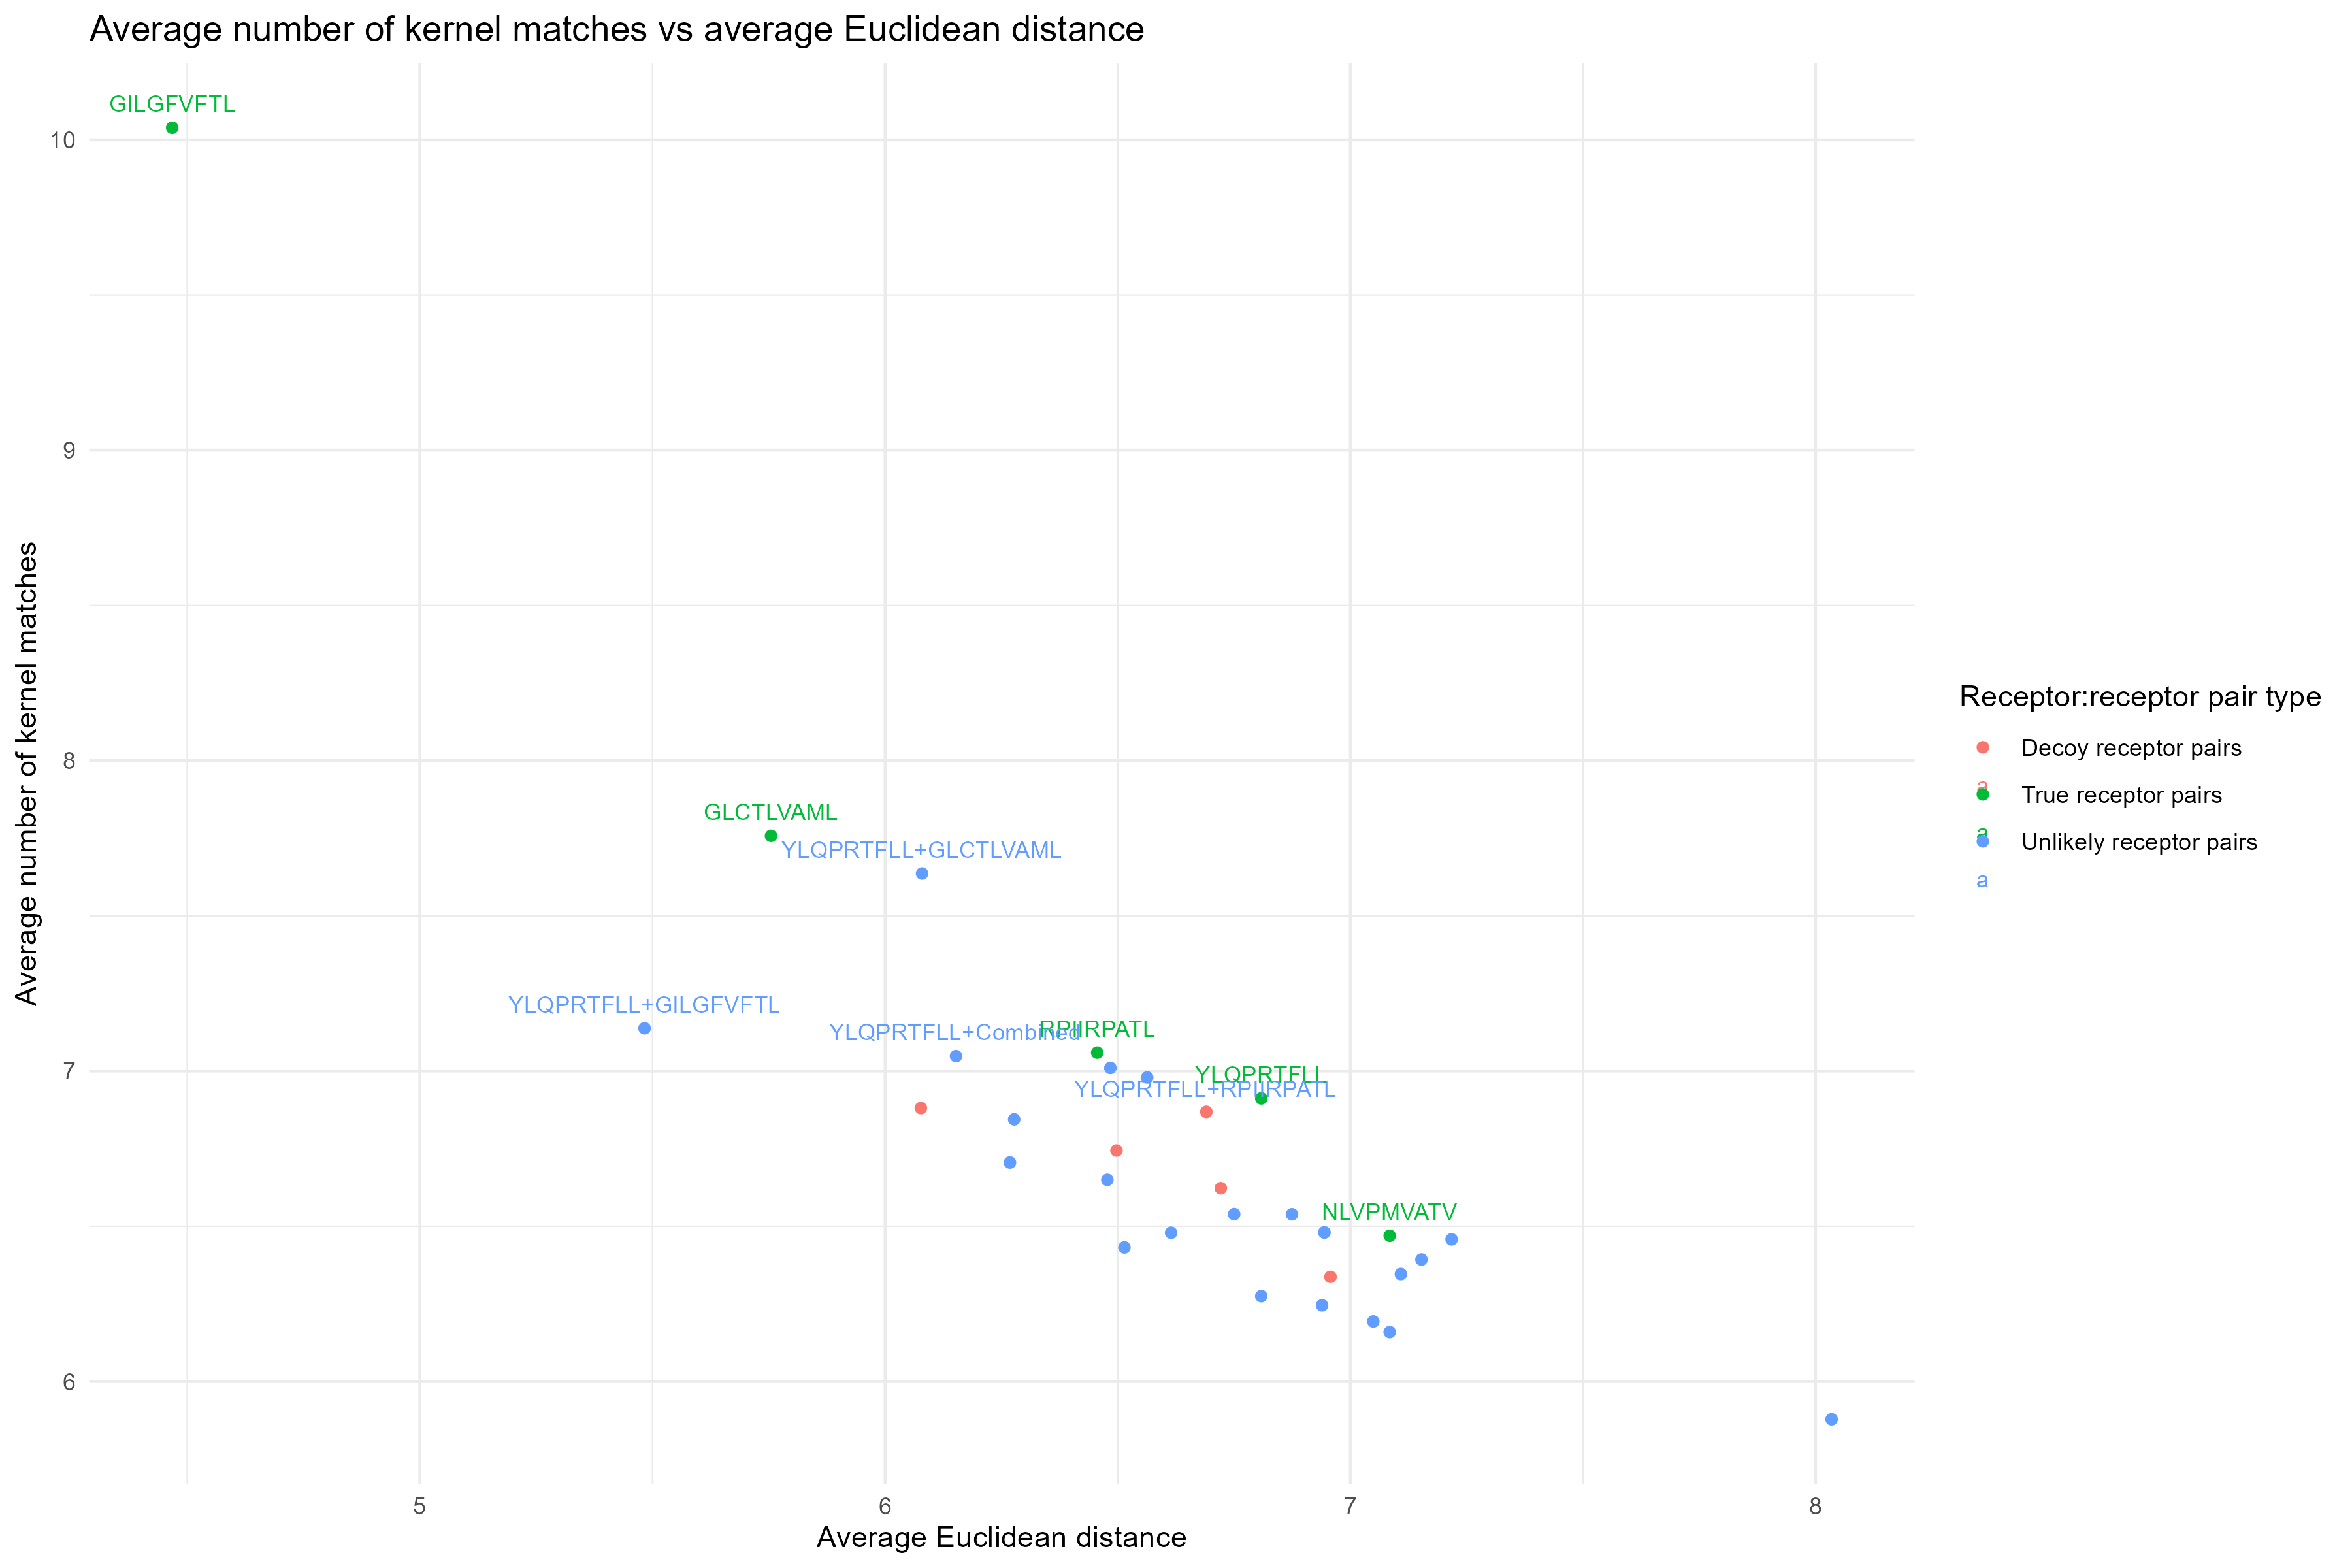 Average number of kernel matches vs average Euclidean distance
GILGFVFTL
10
9
8
7
6
Average number of kernel matches
GLCTLVAML
YLQPRTFLL+GLCTLVAML
YLQPRTFLL+GILGFVFTL
YLQPRTFLL+Combined
RPIIRPATL
YLQPRTFLL
YLQPRTFLL+RPIIRPATL
NLVPMVATV
5
6
7
8
Average Euclidean distance
Receptor:receptor pair type
Decoy receptor pairs
a
True receptor pairs
a
Unlikely receptor pairs
a